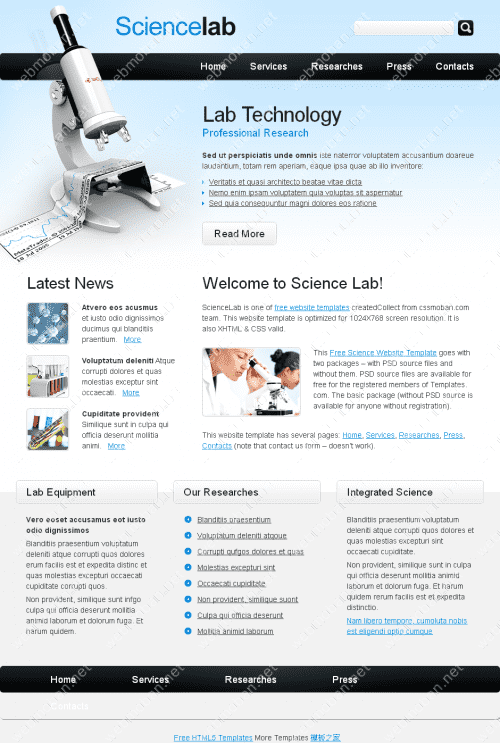 Sciencelab
Home Services Researches Press Contacts
Lab Technology
Professional Research
Sed ut perspiciatis unde omnis iste naterror voluptatem accusantium doareue
laudantium, totam rem aperiam, eaque ipsa quae ab illo inventore:
Veritatis et quasi architecto beatae vitae dicta
Nemo enim ipsam voluptatem quia voluptas sit aspernatur
Sed quia consequuntur magni dolores eos ratione
Read More
Latest News
Atvero eos acusmus
et iusto odio dignissimos
ducimus qui blanditiis
praentium. More
Voluptatum deleniti Atque
corrupti dolores et quas
molestias exceptur sint
occaecati. More
Cupiditate provident
Similique sunt in culpa qui
officia deserunt mollitia
animi. More
Welcome to Science Lab!
ScienceLab is one of free website templates createdCollect from cssmoban.com
team. This website template is optimized for 1024X768 screen resolution. It is
also XHTML & CSS valid.
This Free Science Website Template goes with
two packages – with PSD source files and
without them. PSD source files are available for
free for the registered members of Templates.
com. The basic package (without PSD source is
available for anyone without registration).
This website template has several pages: Home, Services, Researches, Press,
Contacts (note that contact us form – doesn't work).
Lab Equipment
Vero eoset accusamus eot iusto
odio dignissimos
Blanditiis praesentium voluptatum
deleniti atque corrupti quos dolores
erum facilis est et expedita distinc et
quas molestias excepturi occaecati
cupiditate corrupti quos.
Non provident, similique sunt infgo
culpa qui officia deserunt mollitia
animid laborum et dolorum fuga. Et
harum quidem.
Our Researches
Blanditiis praesentium
Voluptatum deleniti atque
Corrupti qufgos dolores et quas
Molestias excepturi sint
Occaecati cupiditate
Non provident, similique suont
Culpa qui officia deserunt
Mollitia animid laborum
Integrated Science
Blanditiis praesentium voluptatum
deleniti atque corrupti quos dolores et
quas molestias excepturi sint
occaecati cupiditate.
Non provident, similique sunt in culpa
qui officia deserunt mollitia animid
laborum et dolorum fuga. Et harum
quidem rerum facilis est et expedita
distinctio.
Nam libero tempore, cumoluta nobis
est eligendi optio cumque
Home Services Researches Press
Contacts
Free HTML5 Templates More Templates 模板之家